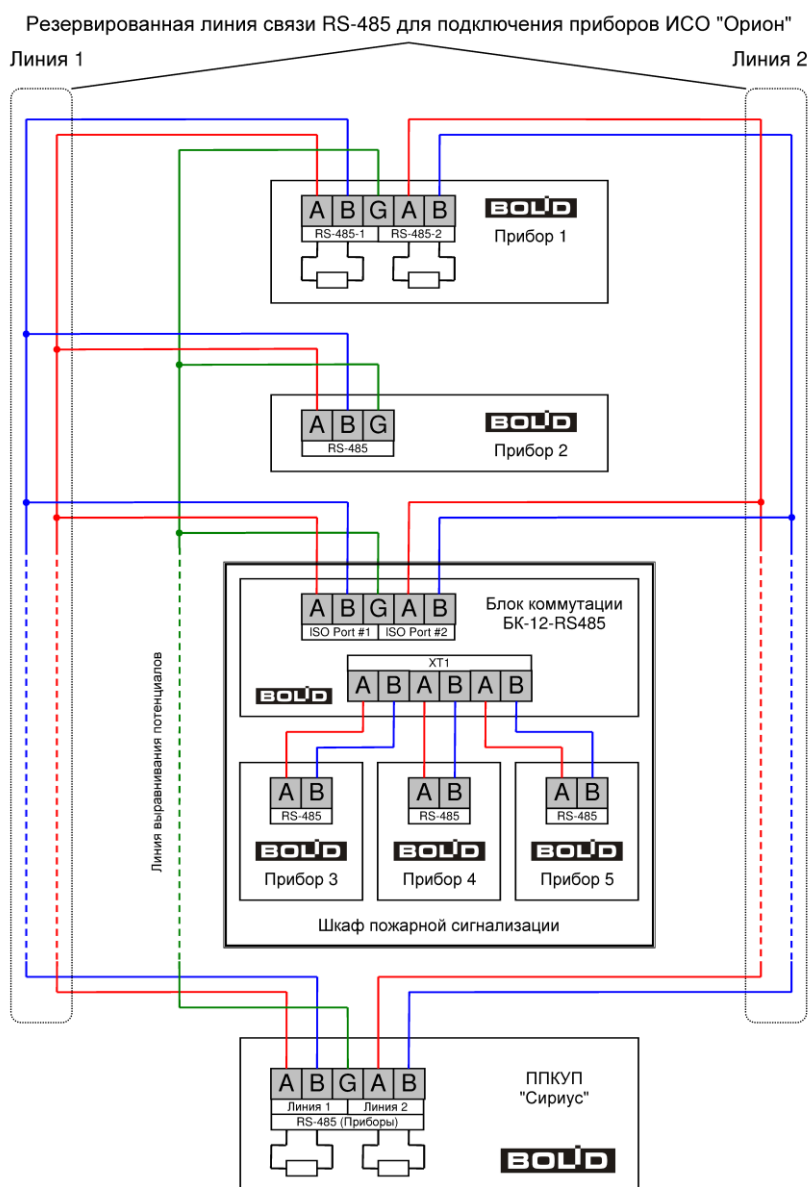 Резервированная линия связи RS-485 для подключения приборов ИСО "Орион"
Линия 1
Линия 2
A B G A B
RS-485-1 RS-485-2
BOLID
Прибор 1
A B G
RS-485
BOLID
Прибор 2
A B G A B
ISO Port #1 ISO Port #2
Блок коммутации
БК-12-RS485
XT1
A B A B A B
BOLID
Линия выравнивания потенциалов
A B
RS-485
BOLID
Прибор 3
A B
RS-485
BOLID
Прибор 4
A B
RS-485
BOLID
Прибор 5
Шкаф пожарной сигнализации
A B G A B
Линия 1 Линия 2
RS-485 (Приборы)
ППКУП
"Сириус"
BOLID